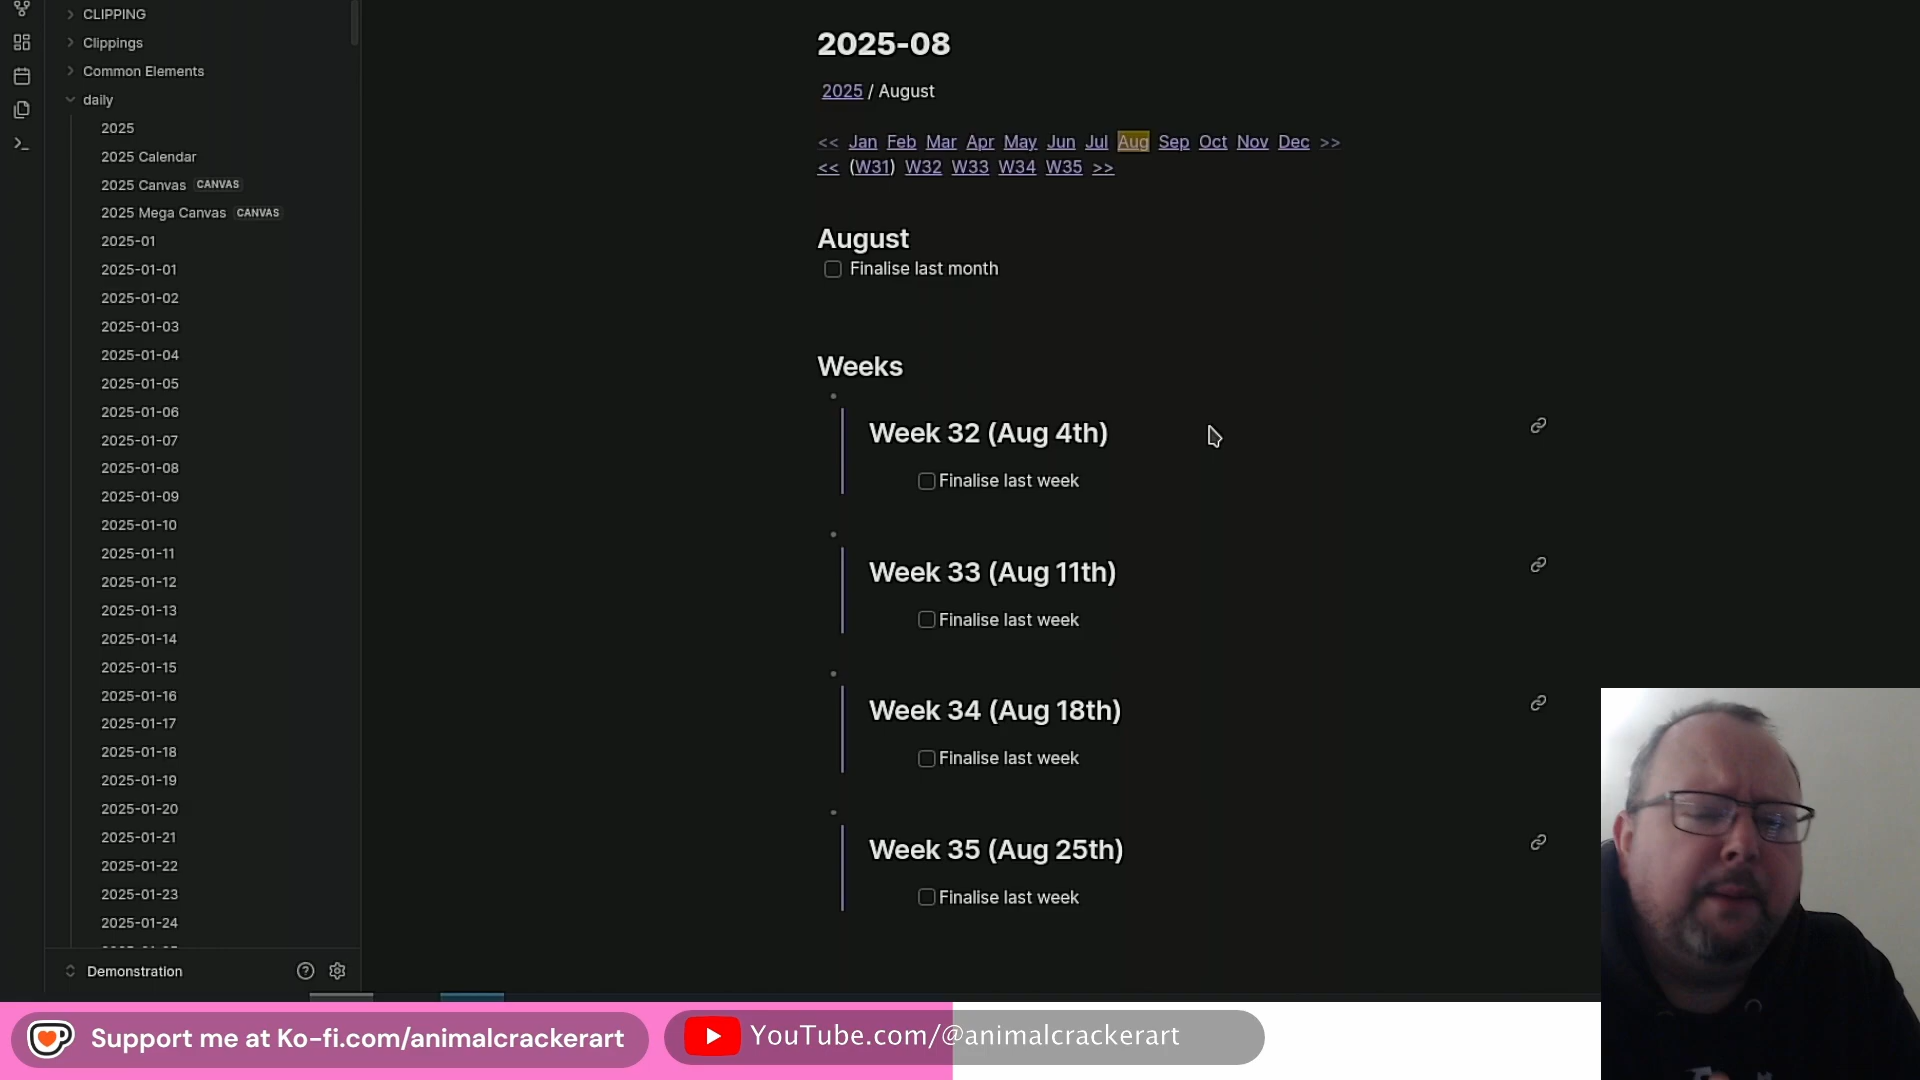 CLIPPING
Clippings
Common Elements
daily
2025
2025 Calendar
2025 Canvas CANVAS
2025 Mega Canvas CANVAS
2025-01
2025-01-01
2025-01-02
2025-01-03
2025-01-04
2025-01-05
2025-01-06
2025-01-07
2025-01-08
2025-01-09
2025-01-10
2025-01-11
2025-01-12
2025-01-13
2025-01-14
2025-01-15
2025-01-16
2025-01-17
2025-01-18
2025-01-19
2025-01-20
2025-01-21
2025-01-22
2025-01-23
2025-01-24
Demonstration
2025-08
2025 / August
<< Jan Feb Mar Apr May Jun Jul Aug Sep Oct Nov Dec >>
<< (W31) W32 W33 W34 W35 >>
August
Finalise last month
Weeks
Week 32 (Aug 4th)
Finalise last week
Week 33 (Aug 11th)
Finalise last week
Week 34 (Aug 18th)
Finalise last week
Week 35 (Aug 25th)
Finalise last week
Support me at Ko-fi.com/animalcrackerart
YouTube.com/@animalcrackerart